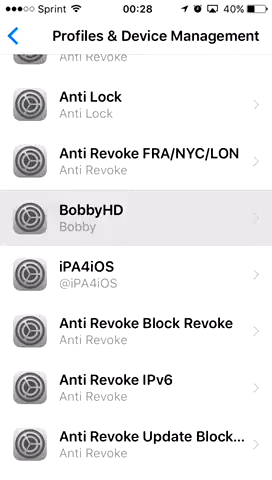 Sprint 00:28 40%
Profiles & Device Management
Anti Revoke
Anti Lock
Anti Lock
Anti Revoke FRA/NYC/LON
Anti Revoke
BobbyHD
Bobby
iPA4iOS
@iPA4iOS
Anti Revoke Block Revoke
Anti Revoke
Anti Revoke IPv6
Anti Revoke
Anti Revoke Update Block...
Anti Revoke